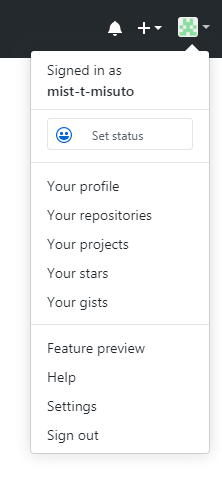 Signed in as
mist-t-misuto
Set status
Your profile
Your repositories
Your projects
Your stars
Your gists
Feature preview
Help
Settings
Sign out